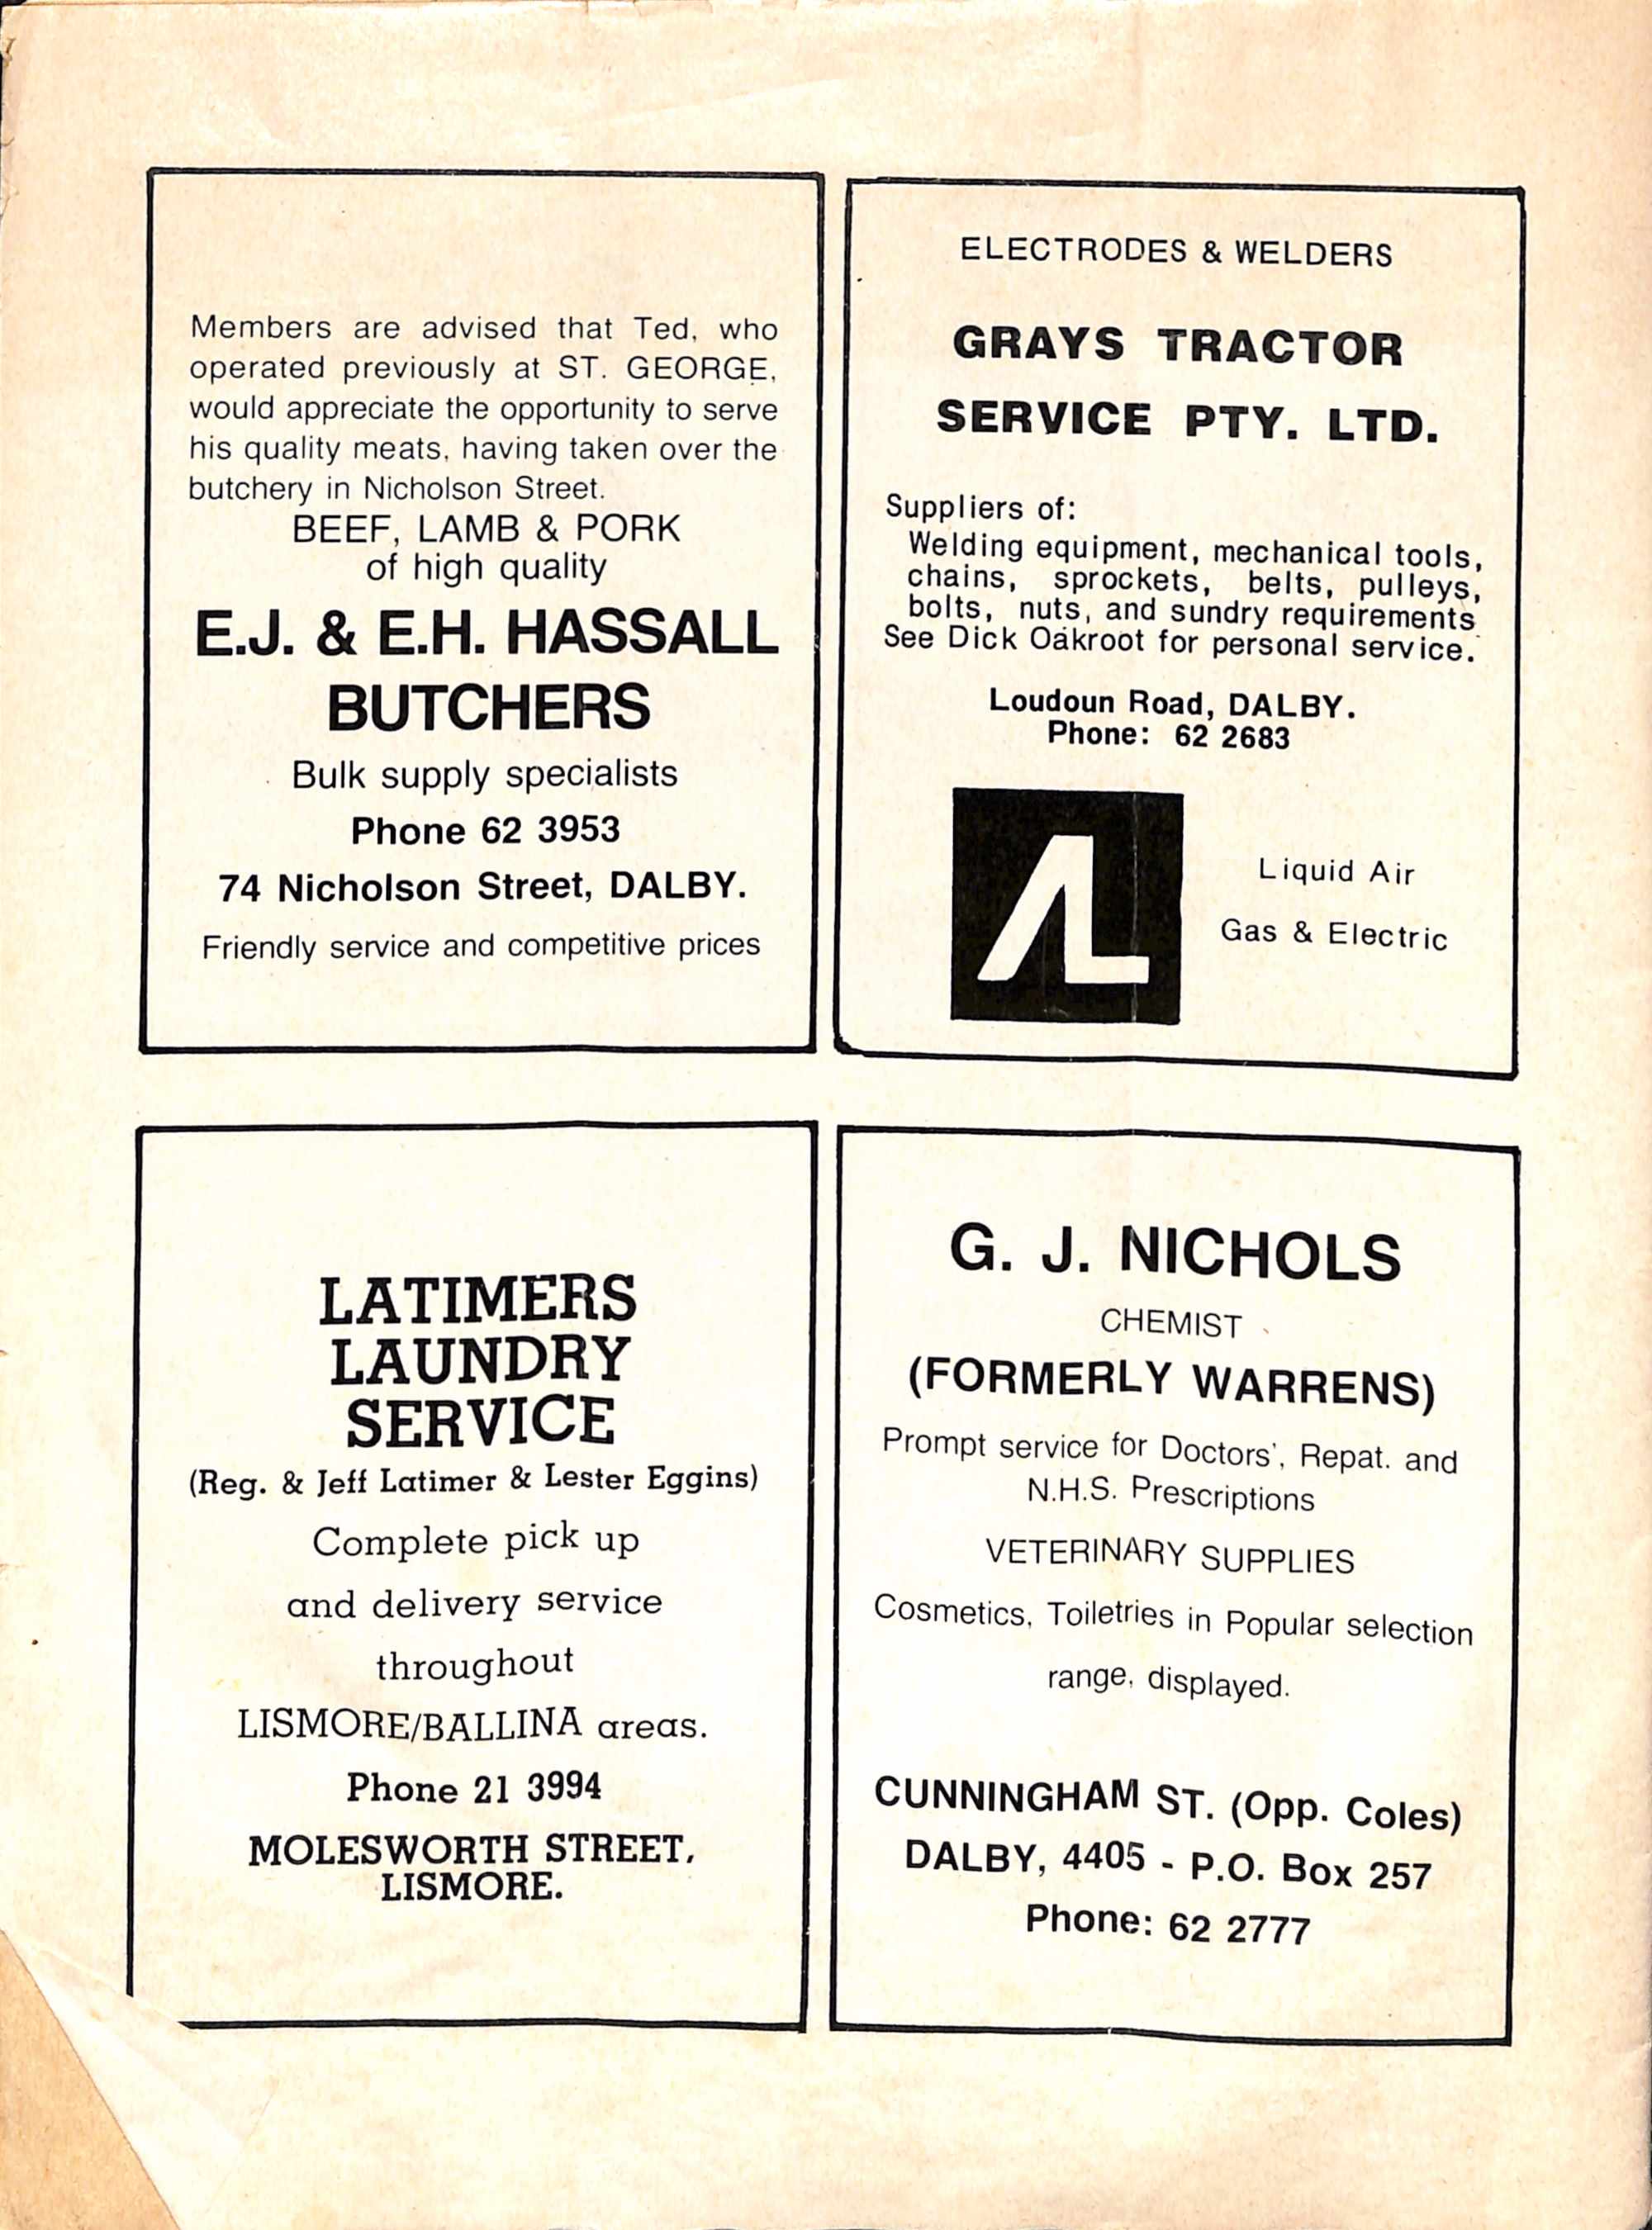 Members are advised that Ted, who
operated previously at ST. GEORGE,
would appreciate the opportunity to serve
his quality meats, having taken over the
butchery in Nicholson Street.
BEEF, LAMB & PORK
of high quality
E.J. & E.H. HASSALL
BUTCHERS
Bulk supply specialists
Phone 62 3953
74 Nicholson Street, DALBY.
Friendly service and competitive prices
ELECTRODES & WELDERS
GRAYS TRACTOR
SERVICE PTY. LTD.
Suppliers of:
Welding equipment, mechanical tools,
chains, sprockets, belts, pulleys,
bolts, nuts, and sundry requirements
See Dick Oakroot for personal service.
Loudoun Road, DALBY.
Phone: 62 2683
AL
Liquid Air
Gas & Electric
LATIMERS
LAUNDRY
SERVICE
(Reg. & Jeff Latimer & Lester Eggins)
Complete pick up
and delivery service
throughout
LISMORE/BALLINA areas.
Phone 21 3994
MOLESWORTH STREET,
LISMORE.
G. J. NICHOLS
CHEMIST
(FORMERLY WARRENS)
Prompt service for Doctors', Repat. and
N.H.S. Prescriptions
VETERINARY SUPPLIES
Cosmetics, Toiletries in Popular selection
range, displayed.
CUNNINGHAM ST. (Opp. Coles)
DALBY, 4405 - P.O. Box 257
Phone: 62 2777